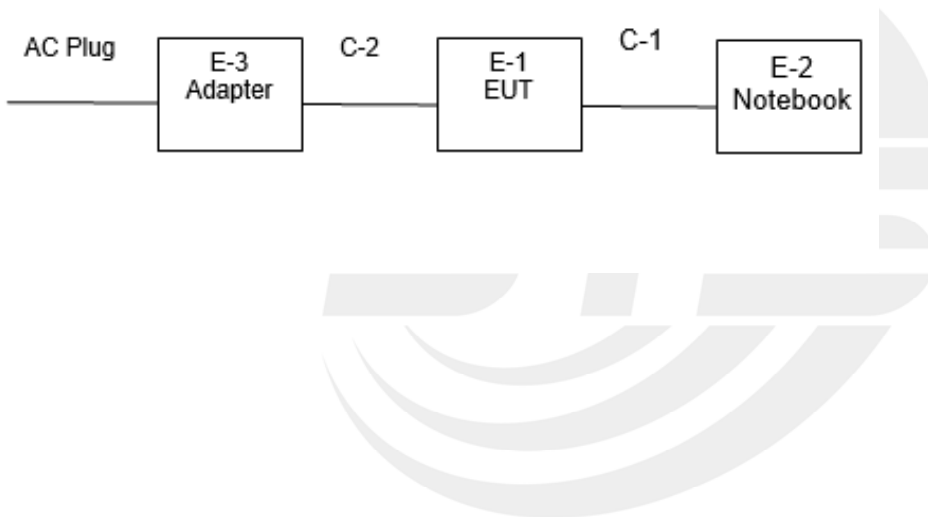 AC Plug
E-3
Adapter
C-2
E-1
EUT
C-1
E-2
Notebook